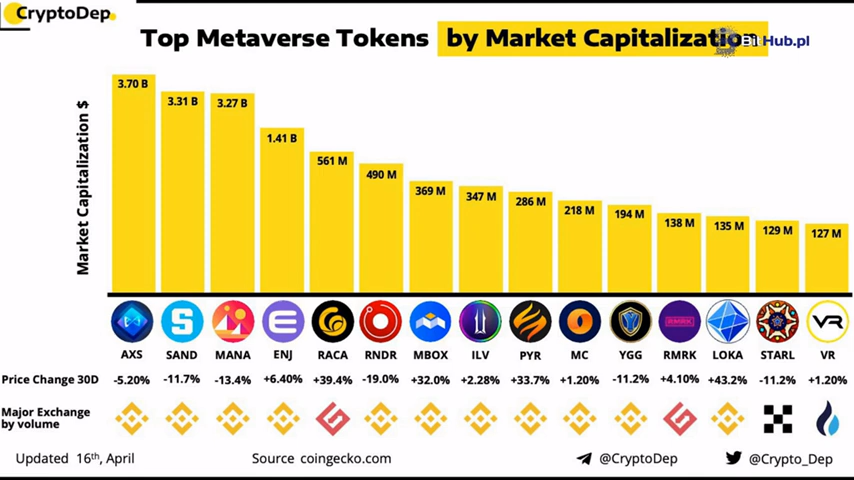 CryptoDep.
Top Metaverse Tokens by Market Capitalization
BitHub.pl
Market Capitalization $
3.70 B 3.31 B 3.27 B 1.41 B 561 M 490 M 369 M 347 M 286 M 218 M 194 M 138 M 135 M 129 M 127 M
RMRK VR
AXS SAND MANA ENJ RACA RNDR MBOX ILV PYR MC YGG RMRK LOKA STARL VR
Price Change 30D -5.20% -11.7% -13.4% +6.40% +39.4% -19.0% +32.0% +2.28% +33.7% +1.20% -11.2% +4.10% +43.2% -11.2% +1.20%
Major Exchange
by volume
Updated 16th, April Source coingecko.com @CryptoDep @Crypto_Dep